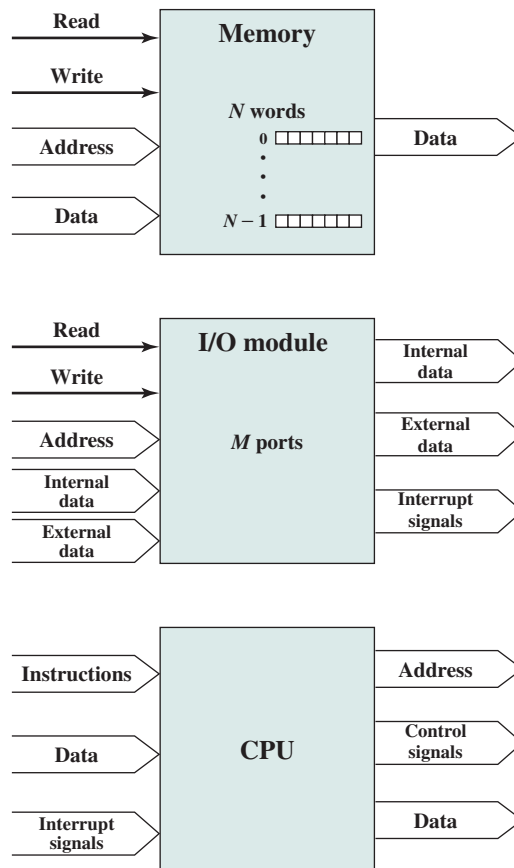 Read
Memory
Write
N words
0
Address
Data
Data
N – 1
Read
I/O module
Internal
data
Write
External
data
Address
M ports
Internal
data
Interrupt
signals
External
data
Instructions
Address
CPU
Control
signals
Data
Interrupt
signals
Data